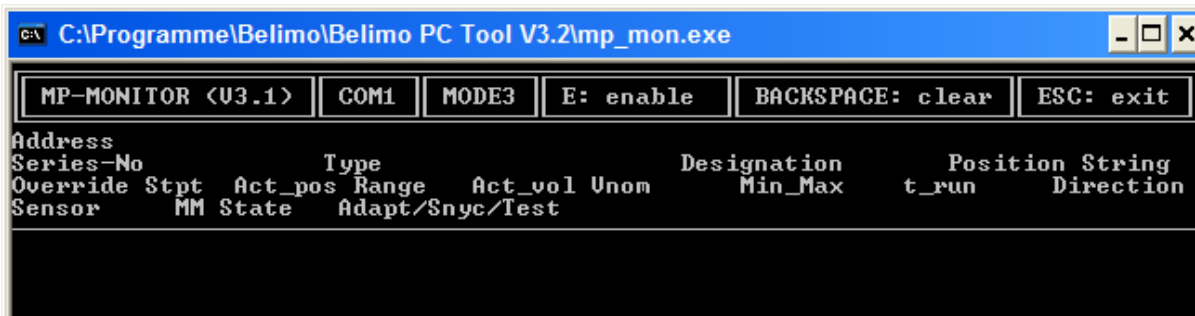 C:\Programme\Belimo\Belimo PC Tool V3.2\mp_mon.exe
MP-MONITOR (V3.1) COM1 MODE3 E: enable BACKSPACE: clear ESC: exit
Address
Series-No Type Designation Position String
Override Stpt Act_pos Range Act_vol Vnom Min_Max t_run Direction
Sensor MM State Adapt/Snyc/Test